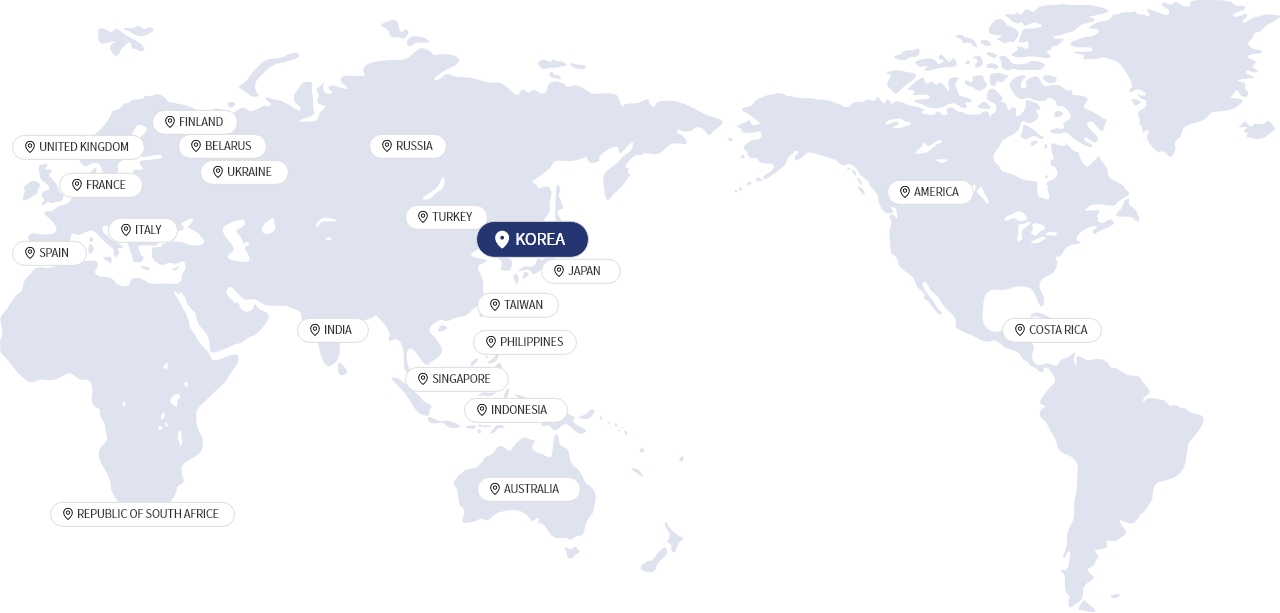 FINLAND
UNITED KINGDOM
BELARUS
RUSSIA
UKRAINE
FRANCE
AMERICA
TURKEY
ITALY
KOREA
SPAIN
JAPAN
TAIWAN
INDIA
COSTA RICA
PHILIPPINES
SINGAPORE
INDONESIA
AUSTRALIA
REPUBLIC OF SOUTH AFRICE